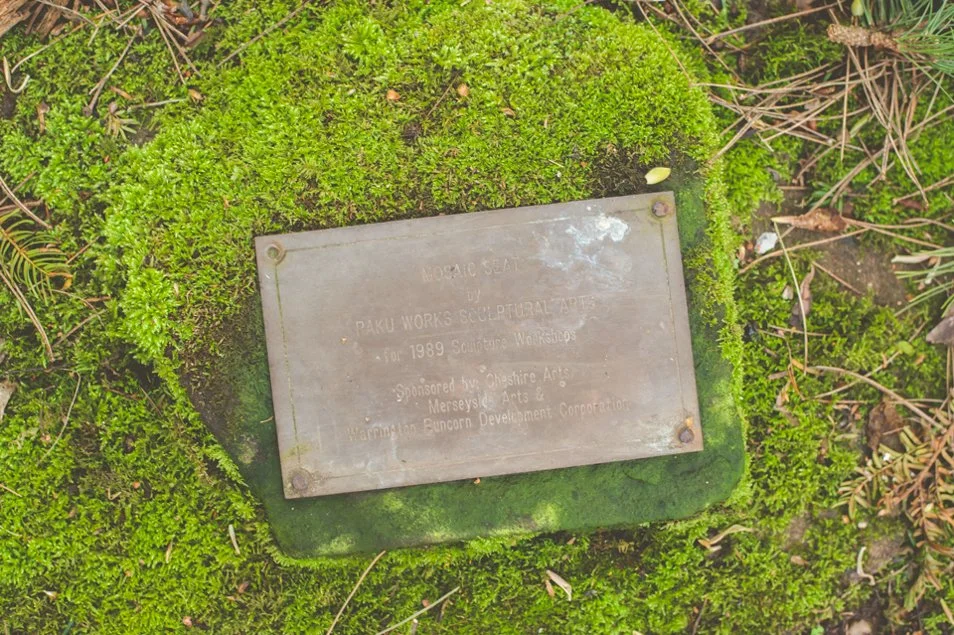 MOSAIC SEAT
by
RAKU WORKS SCULPTURAL ARTS
for 1989 Sculpture Workshops
Sponsored by: Cheshire Arts,
Merseyside Arts &
Warrington Runcorn Development Corporation